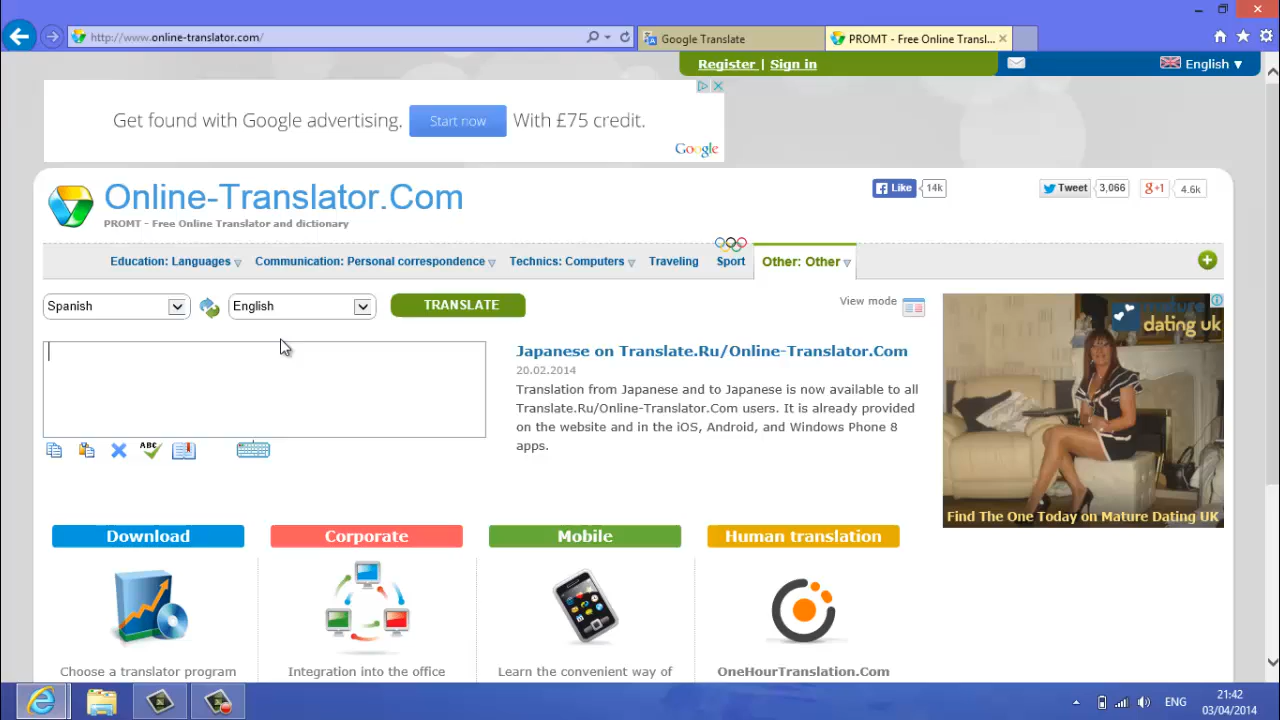 http://www.online-translator.com/
Google Translate
PROMT - Free Online Transl...
Register | Sign in
English
Get found with Google advertising. Start now With £75 credit.
Google
Online-Translator.Com
PROMT - Free Online Translator and dictionary
Like 14k
Tweet 3,066
g+1 4.6k
Education: Languages
Communication: Personal correspondence
Technics: Computers
Traveling
Sport
Other: Other
Spanish
English
TRANSLATE
View mode
Japanese on Translate.Ru/Online-Translator.Com
20.02.2014
Translation from Japanese and to Japanese is now available to all
Translate.Ru/Online-Translator.Com users. It is already provided
on the website and in the iOS, Android, and Windows Phone 8
apps.
ABC
mature
dating uk
Find The One Today on Mature Dating UK
Download
Corporate
Mobile
Human translation
Choose a translator program
Integration into the office
Learn the convenient way of
OneHourTranslation.Com
ENG
21:42
03/04/2014